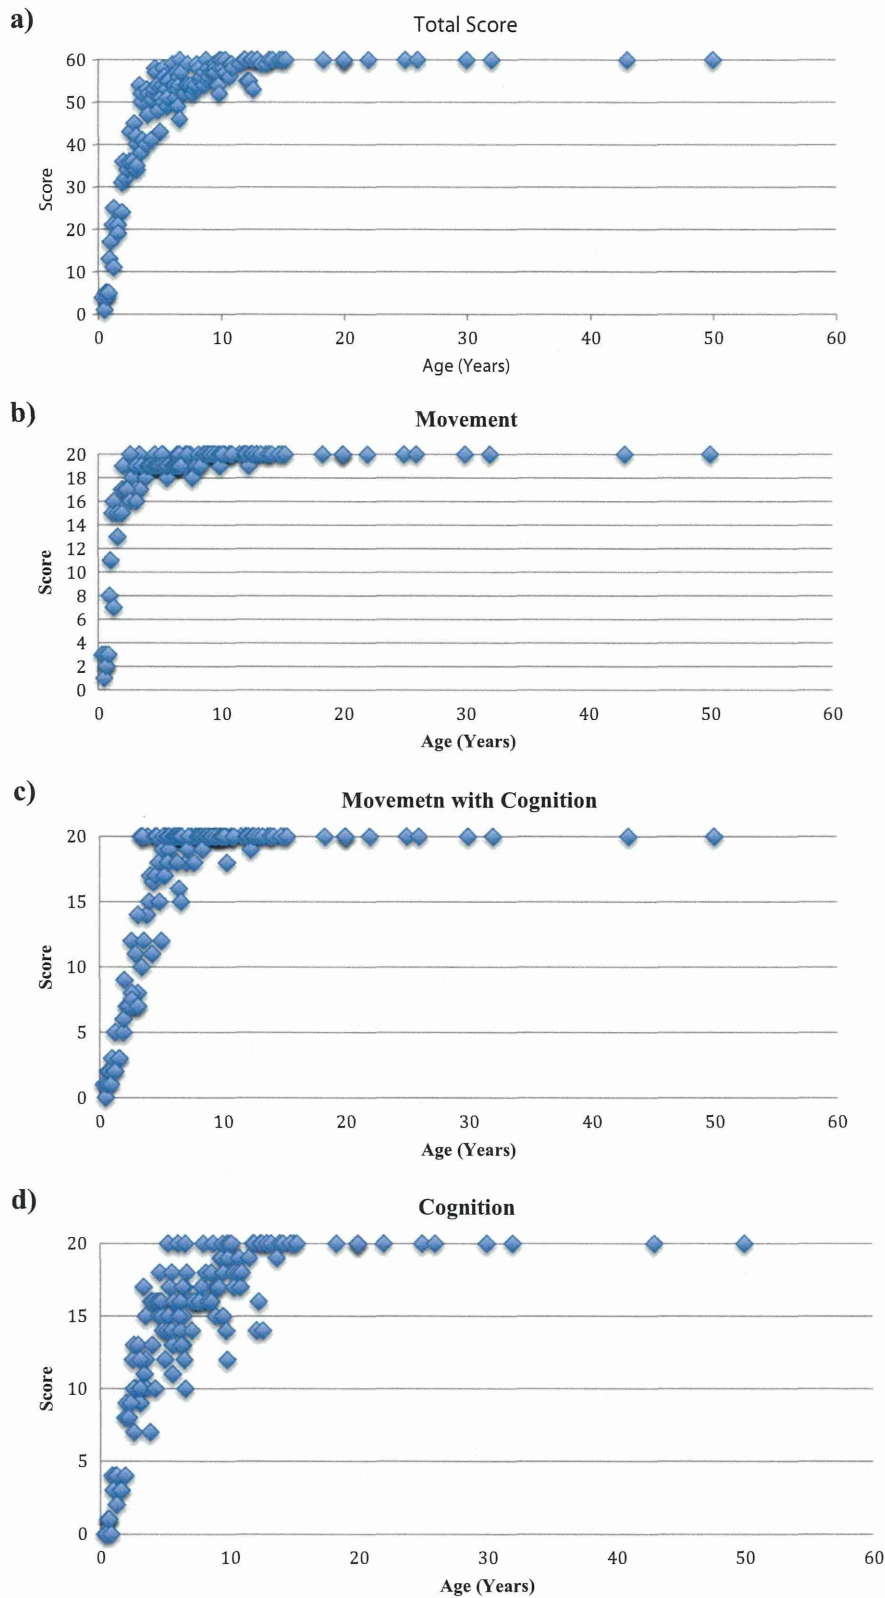 a)
Total Score
60
50
40
30
20
10
0
Score
0 10 20 30 40 50 60
Age (Years)
b)
Movement
20
18
16
14
12
10
8
6
4
2
0
Score
0 10 20 30 40 50 60
Age (Years)
c)
Movemetn with Cognition
20
15
10
5
0
Score
0 10 20 30 40 50 60
Age (Years)
d)
Cognition
20
15
10
5
0
Score
0 10 20 30 40 50 60
Age (Years)